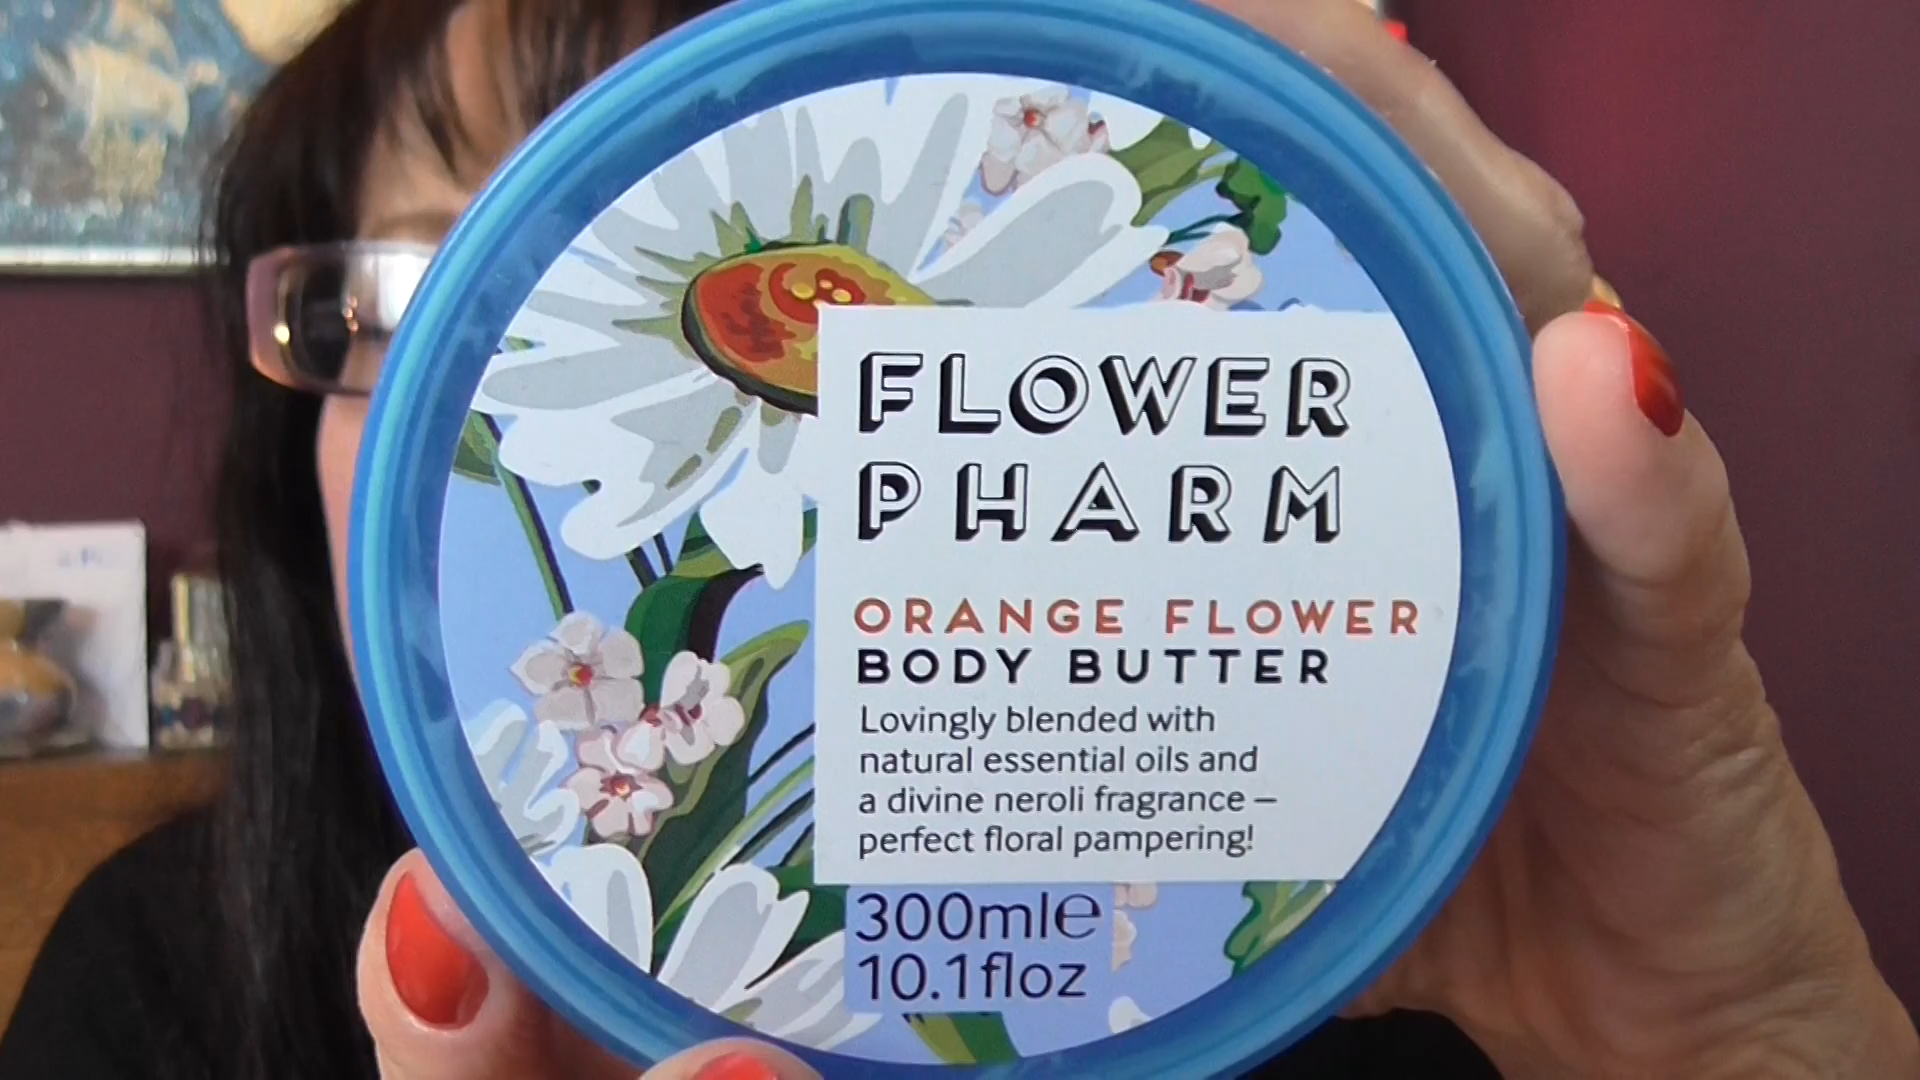 FLOWER
PHARM
ORANGE FLOWER
BODY BUTTER
Lovingly blended with
natural essential oils and
a divine neroli fragrance –
perfect floral pampering!
300ml℮
10.1floz